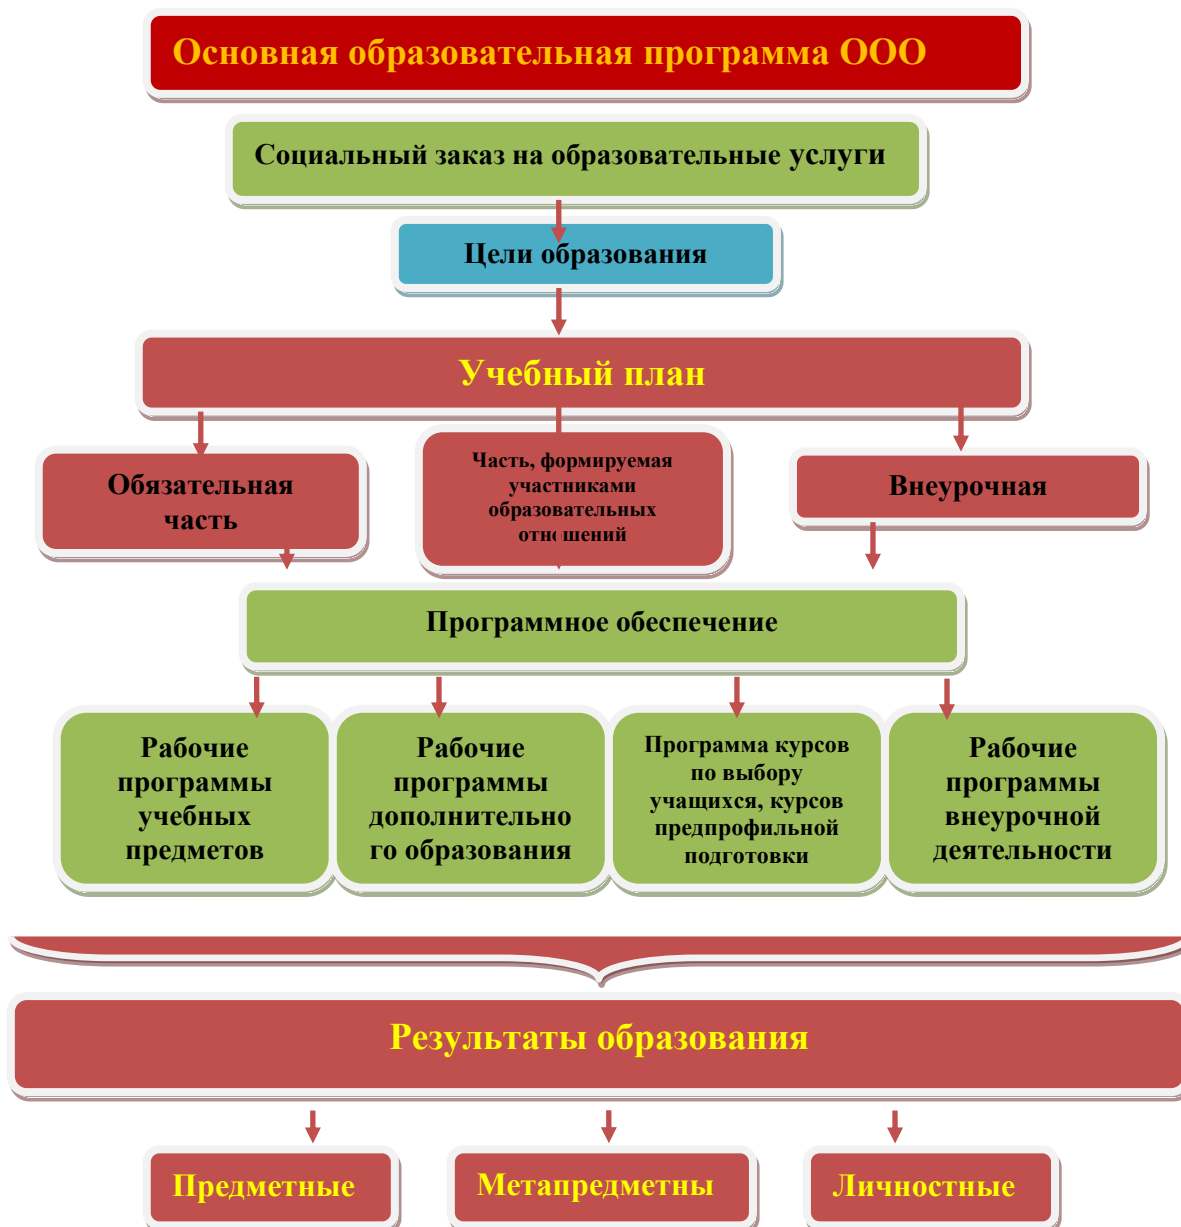 Основная образовательная программа ООО
Социальный заказ на образовательные услуги
Цели образования
Учебный план
Обязательная
часть
Часть, формируемая
участниками
образовательных
отношений
Внеурочная
Программное обеспечение
Рабочие
программы
учебных
предметов
Рабочие
программы
дополнительно
го образования
Программа курсов
по выбору
учащихся, курсов
предпрофильной
подготовки
Рабочие
программы
внеурочной
деятельности
Результаты образования
Предметные
Метапредметны
Личностные